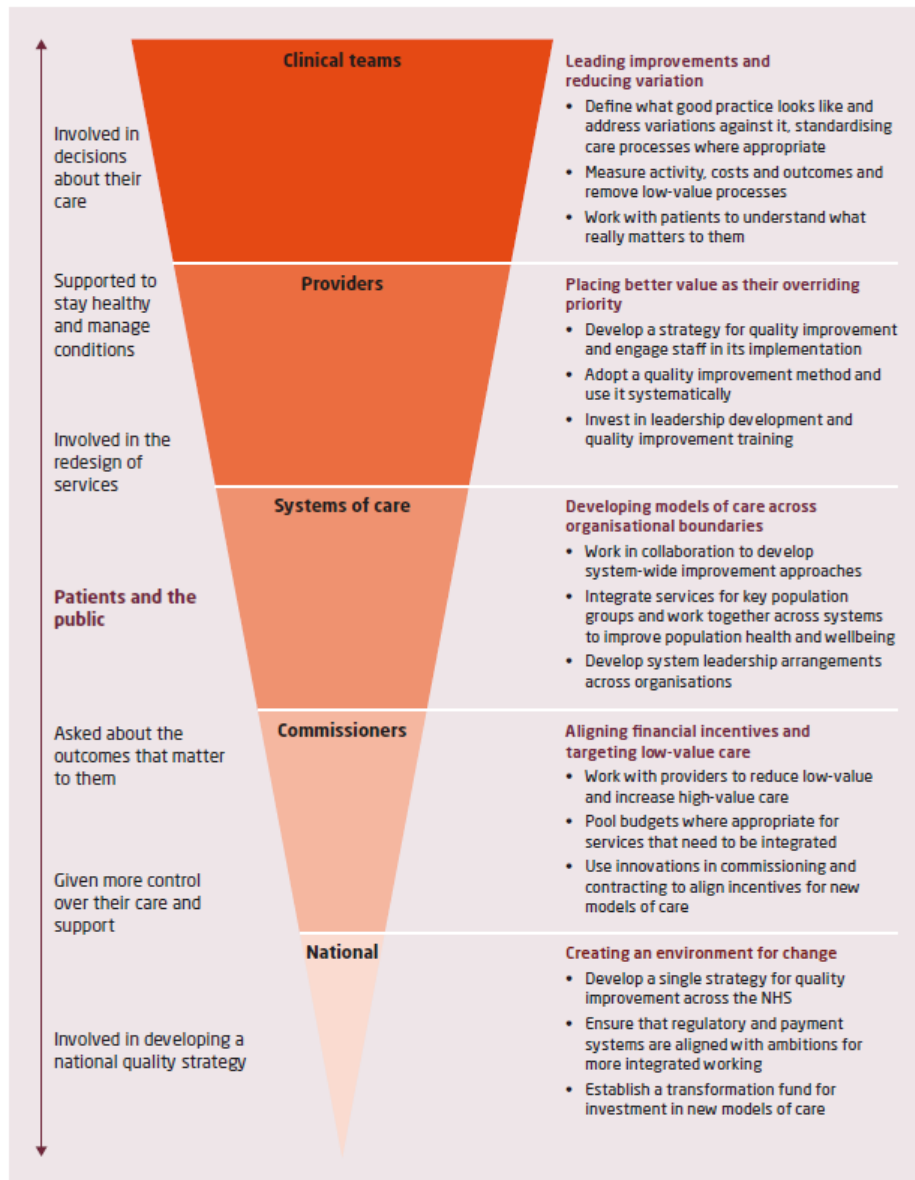 Clinical teams
Leading improvements and
reducing variation
• Define what good practice looks like and
address variations against it, standardising
care processes where appropriate
• Measure activity, costs and outcomes and
remove low-value processes
• Work with patients to understand what
really matters to them
Involved in
decisions
about their
care
Providers
Placing better value as their overriding
priority
• Develop a strategy for quality improvement
and engage staff in its implementation
• Adopt a quality improvement method and
use it systematically
• Invest in leadership development and
quality improvement training
Supported to
stay healthy
and manage
conditions
Involved in the
redesign of
services
Systems of care
Developing models of care across
organisational boundaries
• Work in collaboration to develop
system-wide improvement approaches
• Integrate services for key population
groups and work together across systems
to improve population health and wellbeing
• Develop system leadership arrangements
across organisations
Patients and the
public
Commissioners
Aligning financial incentives and
targeting low-value care
• Work with providers to reduce low-value
and increase high-value care
• Pool budgets where appropriate for
services that need to be integrated
• Use innovations in commissioning and
contracting to align incentives for new
models of care
Asked about the
outcomes that matter
to them
Given more control
over their care and
support
National
Creating an environment for change
• Develop a single strategy for quality
improvement across the NHS
• Ensure that regulatory and payment
systems are aligned with ambitions for
more integrated working
• Establish a transformation fund for
investment in new models of care
Involved in developing a
national quality strategy